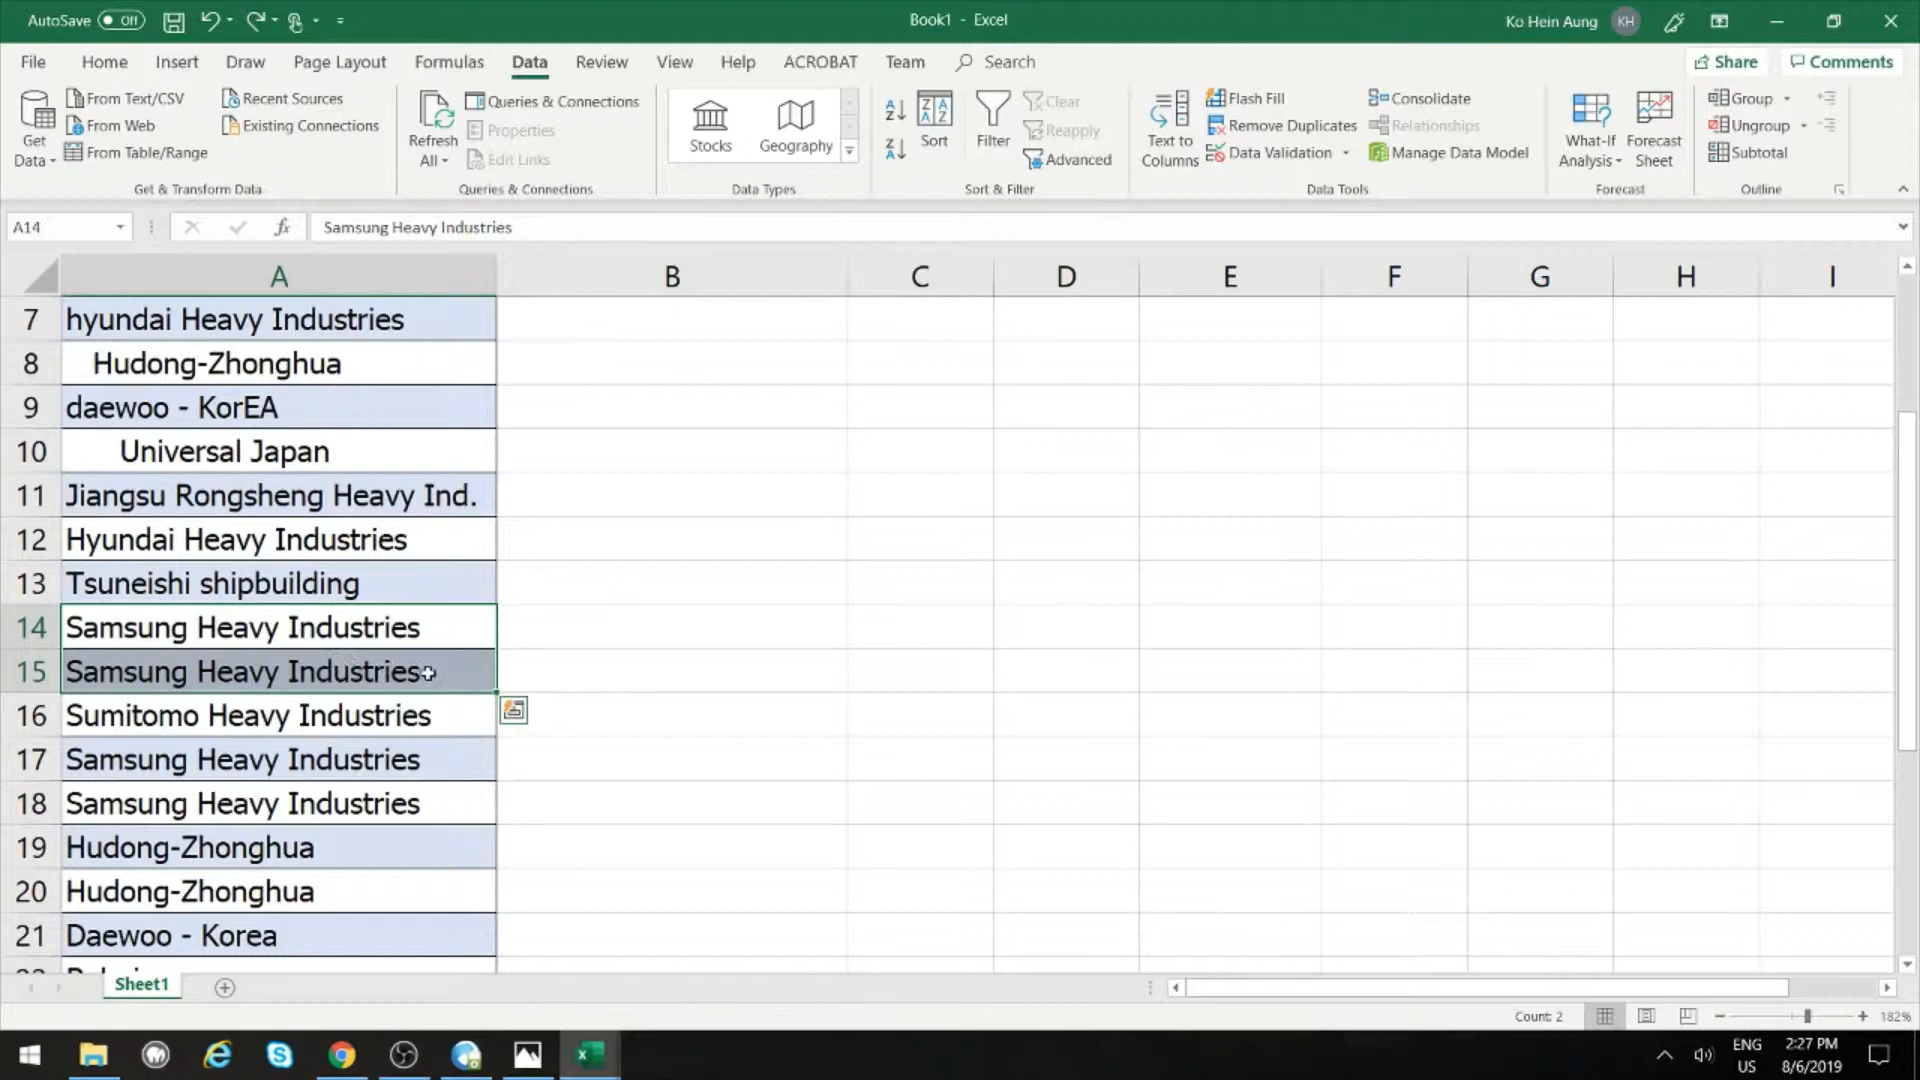 AutoSave Off
Book1 - Excel
Ko Hein Aung KH
File Home Insert Draw Page Layout Formulas Data Review View Help ACROBAT Team Search Share Comments
Get Data
From Text/CSV
From Web
From Table/Range
Recent Sources
Existing Connections
Get & Transform Data
Refresh All
Queries & Connections
Properties
Edit Links
Queries & Connections
Stocks
Geography
Data Types
Sort
Filter
Clear
Reapply
Advanced
Sort & Filter
Text to Columns
Flash Fill
Remove Duplicates
Data Validation
Consolidate
Relationships
Manage Data Model
Data Tools
What-If Analysis
Forecast Sheet
Forecast
Group
Ungroup
Subtotal
Outline
A14 fx Samsung Heavy Industries
A B C D E F G H I
7 hyundai Heavy Industries
8 Hudong-Zhonghua
9 daewoo - KorEA
10 Universal Japan
11 Jiangsu Rongsheng Heavy Ind.
12 Hyundai Heavy Industries
13 Tsuneishi shipbuilding
14 Samsung Heavy Industries
15 Samsung Heavy Industries
16 Sumitomo Heavy Industries
17 Samsung Heavy Industries
18 Samsung Heavy Industries
19 Hudong-Zhonghua
20 Hudong-Zhonghua
21 Daewoo - Korea
Sheet1
Count: 2
182%
ENG
US
2:27 PM
8/6/2019